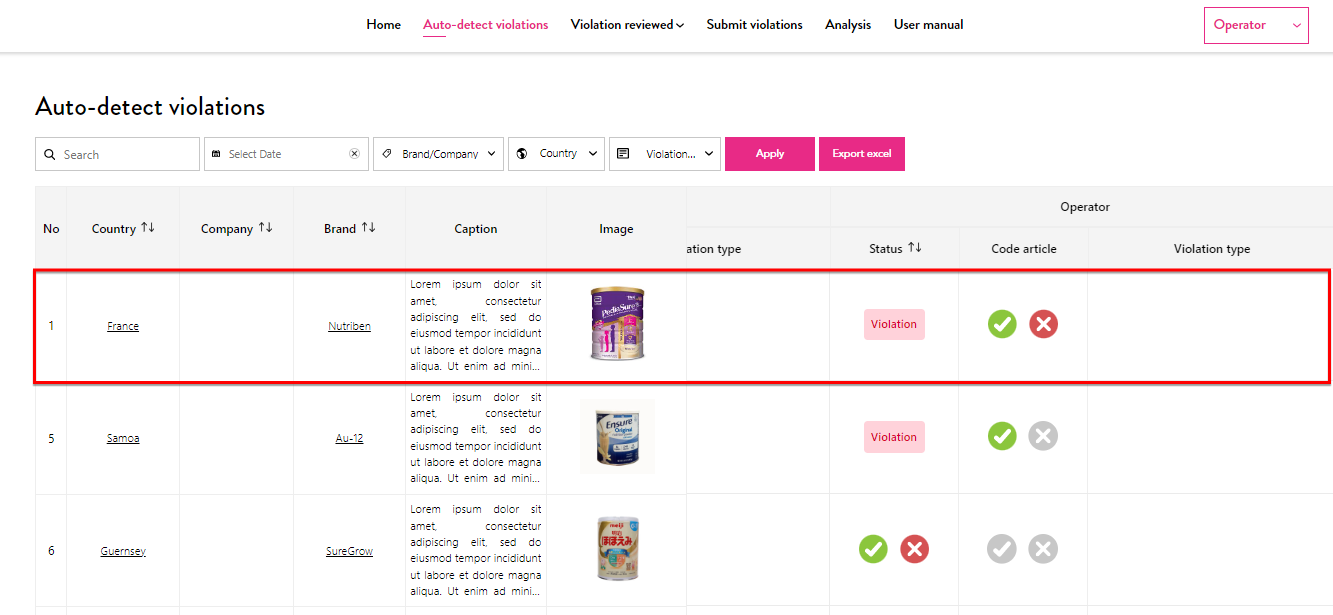 Home Auto-detect violations Violation reviewed Submit violations Analysis User manual Operator
Auto-detect violations
Search Select Date Brand/Company Country Violation... Apply Export excel
Operator
No Country Company Brand Caption Image
ation type Status Code article Violation type
Lorem ipsum dolor sit
amet, consectetur
adipiscing elit, sed do
eiusmod tempor incididunt
ut labore et dolore magna
aliqua. Ut enim ad mini...
1 France Nutriben PediaSure Violation
Lorem ipsum dolor sit
amet, consectetur
adipiscing elit, sed do
eiusmod tempor incididunt
ut labore et dolore magna
aliqua. Ut enim ad mini...
5 Samoa Au-12 Ensure Original Violation
Lorem ipsum dolor sit
amet, consectetur
adipiscing elit, sed do
eiusmod tempor incididunt
ut labore et dolore magna
aliqua. Ut enim ad mini...
6 Guernsey SureGrow meiji ほほえみ